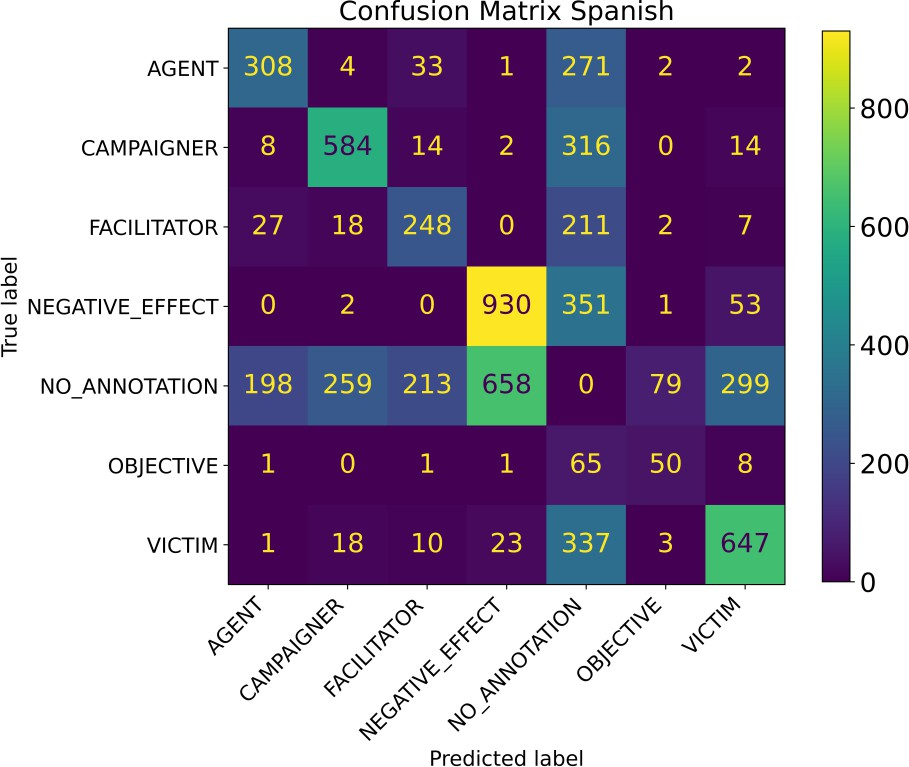 Confusion Matrix Spanish
True label
AGENT 308 4 33 1 271 2 2
CAMPAIGNER 8 584 14 2 316 0 14
FACILITATOR 27 18 248 0 211 2 7
NEGATIVE_EFFECT 0 2 0 930 351 1 53
NO_ANNOTATION 198 259 213 658 0 79 299
OBJECTIVE 1 0 1 1 65 50 8
VICTIM 1 18 10 23 337 3 647
AGENT
CAMPAIGNER
FACILITATOR
NEGATIVE_EFFECT
NO_ANNOTATION
OBJECTIVE
VICTIM
Predicted label
800
600
400
200
0